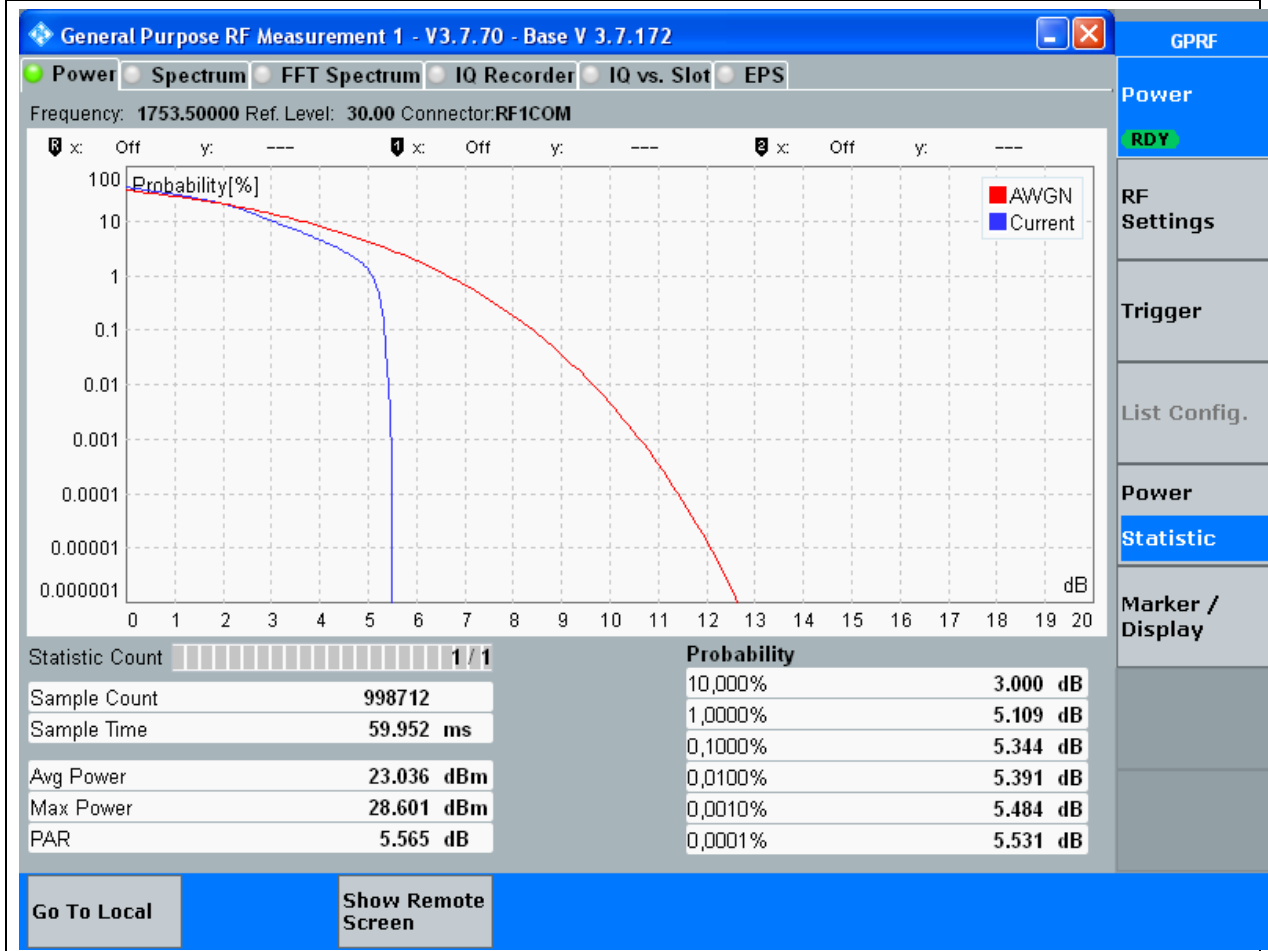 General Purpose RF Measurement 1 - V3.7.70 - Base V 3.7.172
GPRF
Power Spectrum FFT Spectrum IQ Recorder IQ vs. Slot EPS
Frequency: 1753.50000 Ref. Level: 30.00 Connector:RF1COM
R x: Off y: --- 1 x: Off y: --- 2 x: Off y: ---
Probability[%]
AWGN
Current
100
10
1
0.1
0.01
0.001
0.0001
0.00001
0.000001
dB
0 1 2 3 4 5 6 7 8 9 10 11 12 13 14 15 16 17 18 19 20
Statistic Count 1 / 1
Sample Count 998712
Sample Time 59.952 ms
Avg Power 23.036 dBm
Max Power 28.601 dBm
PAR 5.565 dB
Probability
10,000% 3.000 dB
1,0000% 5.109 dB
0,1000% 5.344 dB
0,0100% 5.391 dB
0,0010% 5.484 dB
0,0001% 5.531 dB
Power
RDY
RF
Settings
Trigger
List Config.
Power
Statistic
Marker /
Display
Go To Local
Show Remote
Screen